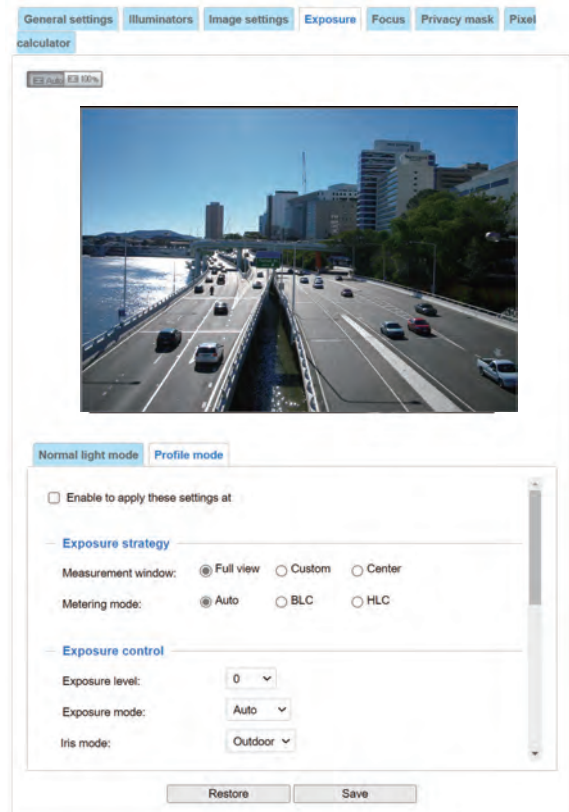 General settings Illuminators Image settings Exposure Focus Privacy mask Pixel
calculator
Auto 100%
Normal light mode Profile mode
Enable to apply these settings at
Exposure strategy
Measurement window: Full view Custom Center
Metering mode: Auto BLC HLC
Exposure control
Exposure level: 0
Exposure mode: Auto
Iris mode: Outdoor
Restore Save